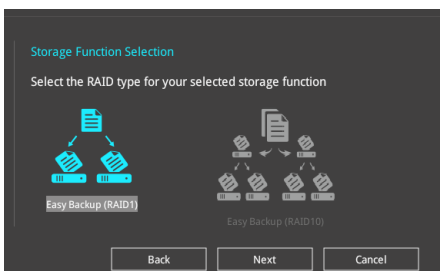 Storage Function Selection
Select the RAID type for your selected storage function
Easy Backup (RAID1)
Easy Backup (RAID10)
Back
Next
Cancel